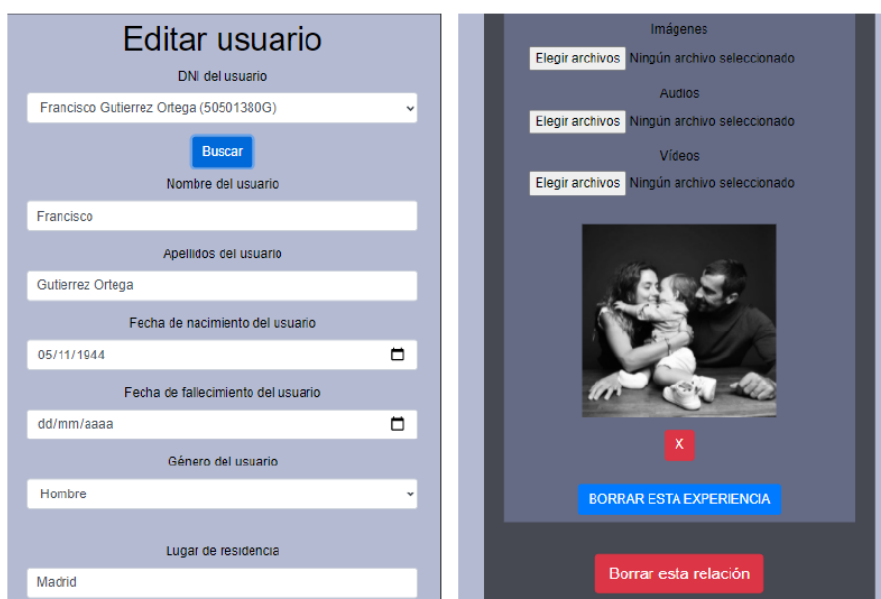 Editar usuario
DNI del usuario
Francisco Gutierrez Ortega (50501380G)
Buscar
Nombre del usuario
Francisco
Apellidos del usuario
Gutierrez Ortega
Fecha de nacimiento del usuario
05/11/1944
Fecha de fallecimiento del usuario
dd/mm/aaaa
Género del usuario
Hombre
Lugar de residencia
Madrid
Imágenes
Elegir archivos Ningún archivo seleccionado
Audios
Elegir archivos Ningún archivo seleccionado
Vídeos
Elegir archivos Ningún archivo seleccionado
X
BORRAR ESTA EXPERIENCIA
Borrar esta relación